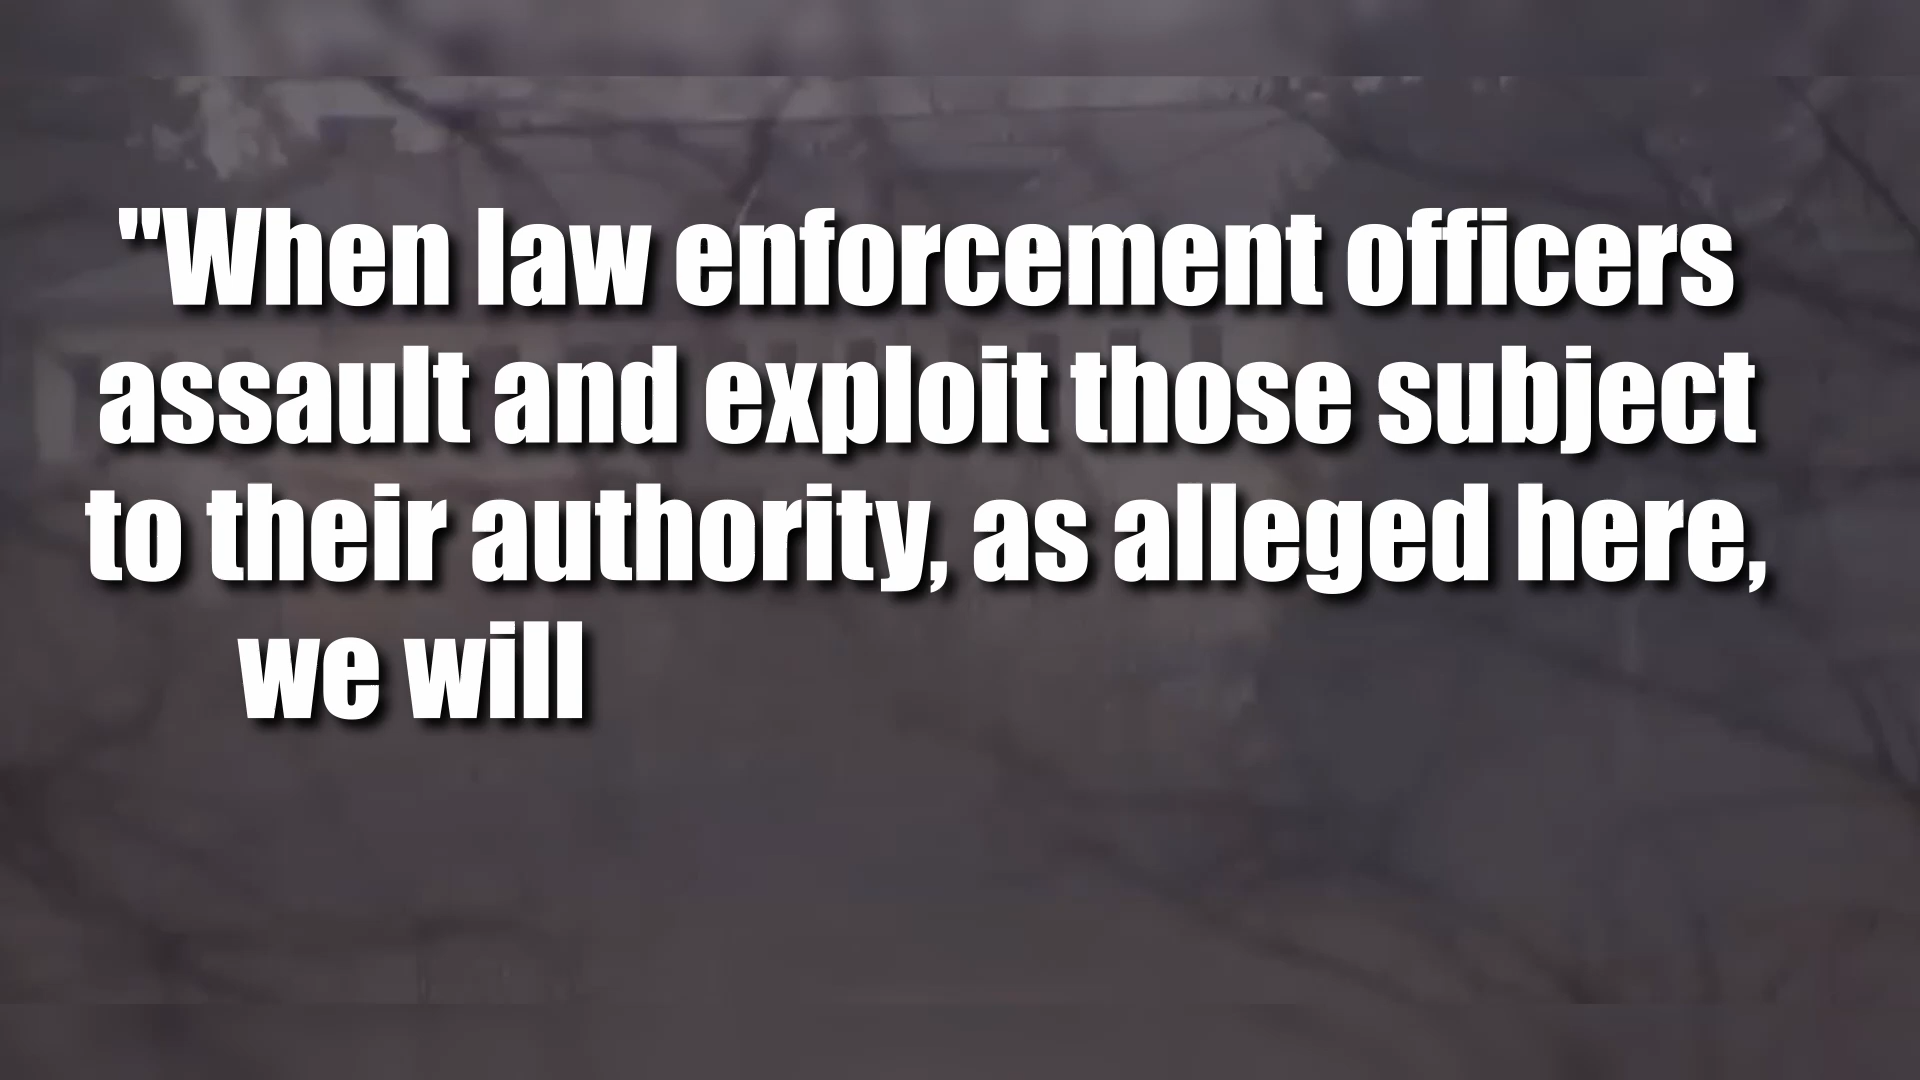 "When law enforcement officers
assault and exploit those subject
to their authority, as alleged here,
we will